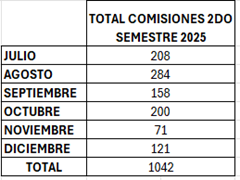 TOTAL COMISIONES 2DO
SEMESTRE 2025
JULIO 208
AGOSTO 284
SEPTIEMBRE 158
OCTUBRE 200
NOVIEMBRE 71
DICIEMBRE 121
TOTAL 1042